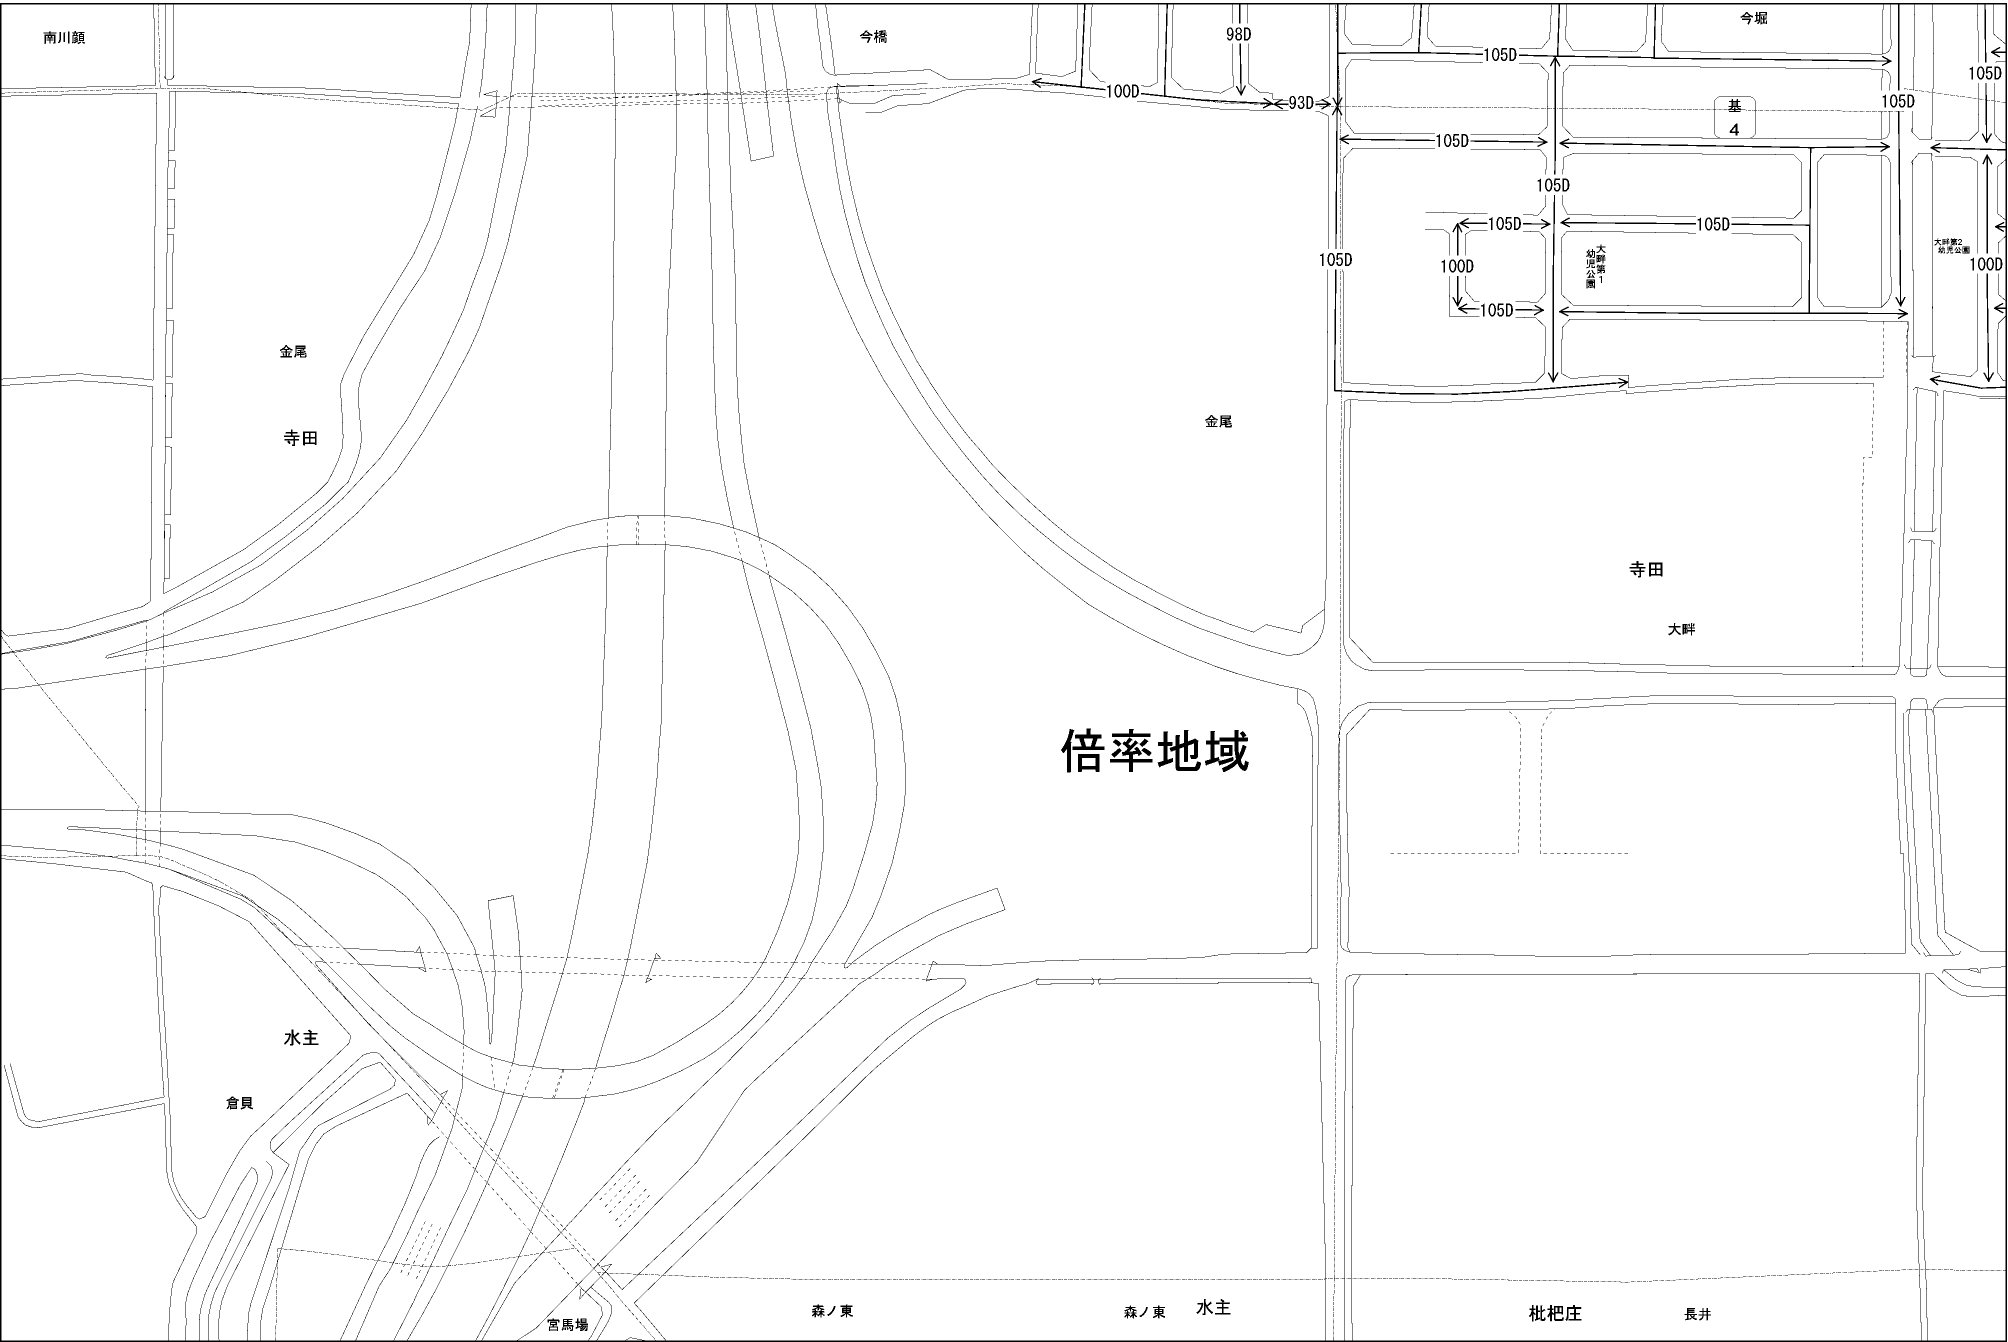 南川顔
今橋
98D
今堀
105D
105D
100D
93D
105D
基
4
105D
105D
105D
105D
105D
100D
大畔第1
幼児公園
大畔第2
幼児公園
100D
105D
金尾
寺田
金尾
寺田
大畔
倍率地域
水主
倉貝
宮馬場
森ノ東
森ノ東
水主
枇杷庄
長井